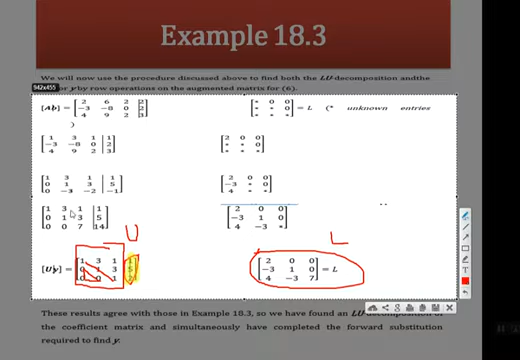 Example 18.3
We will now use the procedure discussed above to find both the LU-decomposition andthe
or y by row operations on the augmented matrix for (6).
942x455
[A|b] = [ 2 6 2 | 2 ]
[ -3 -8 0 | 2 ]
[ 4 9 2 | 3 ]
[ * 0 0 ]
[ * * 0 ] = L (* unknown entries
[ * * * ]
)
[ 1 3 1 | 1 ]
[ -3 -8 0 | 2 ]
[ 4 9 2 | 3 ]
[ 2 0 0 ]
[ * * 0 ]
[ * * * ]
[ 1 3 1 | 1 ]
[ 0 1 3 | 5 ]
[ 0 -3 -2 | -1 ]
[ 2 0 0 ]
[ -3 * 0 ]
[ 4 * * ]
[ 1 3 1 | 1 ]
[ 0 1 3 | 5 ]
[ 0 0 7 | 14 ]
[ 2 0 0 ]
[ -3 1 0 ]
[ 4 -3 * ]
U
L
[U|y] = [ 1 3 1 | 1 ]
[ 0 1 3 | 5 ]
[ 0 0 1 | 2 ]
[ 2 0 0 ]
[ -3 1 0 ] = L
[ 4 -3 7 ]
These results agree with those in Example 18.3, so we have found an LU-decomposition of
the coefficient matrix and simultaneously have completed the forward substitution
required to find y.